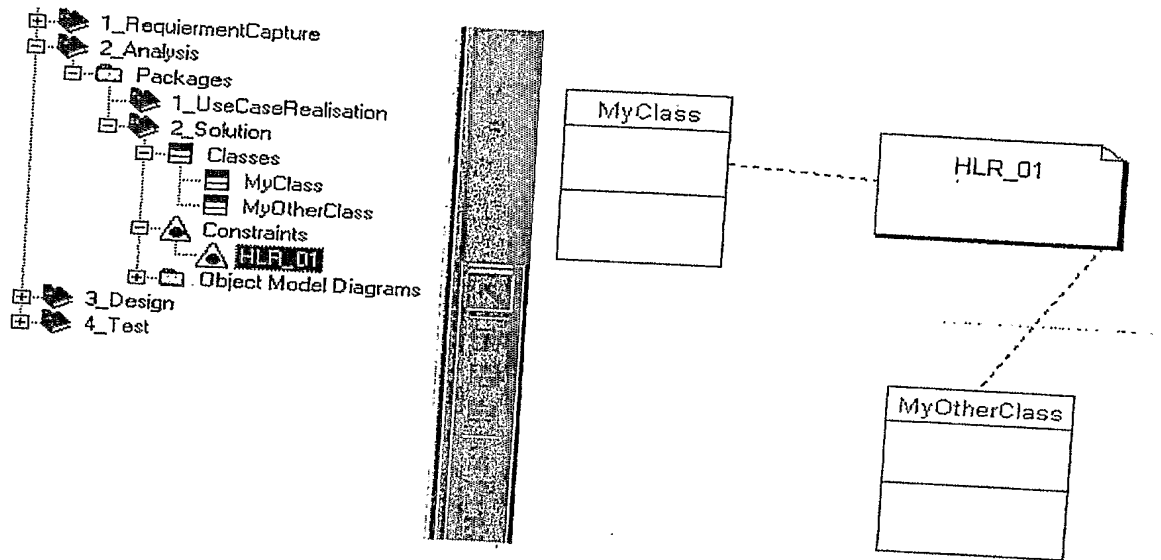 1_RequiermentCapture
2_Analysis
Packages
1_UseCaseRealisation
2_Solution
Classes
MyClass
MyOtherClass
Constraints
HLR_01
Object Model Diagrams
3_Design
4_Test
MyClass
HLR_01
MyOtherClass